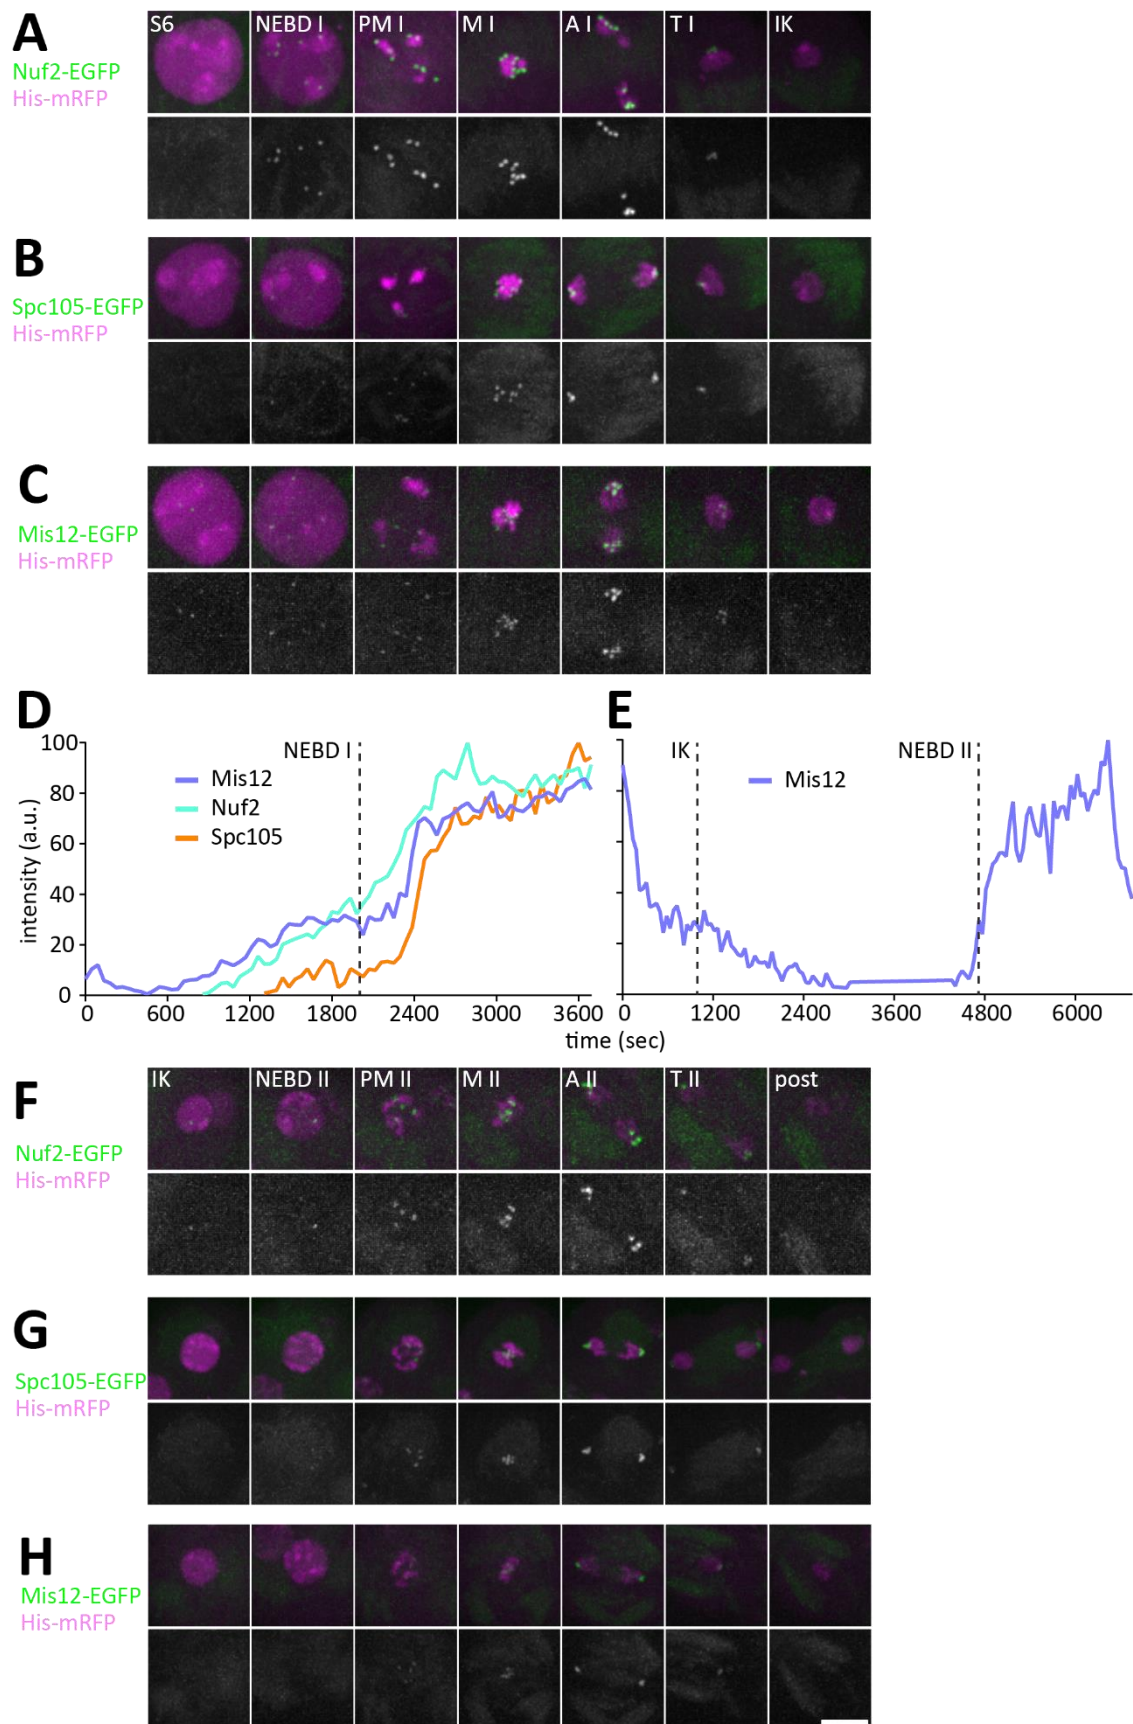 A
S6 NEBD I PM I M I A I T I IK
Nuf2-EGFP
His-mRFP
B
Spc105-EGFP
His-mRFP
C
Mis12-EGFP
His-mRFP
D
NEBD I
Mis12
Nuf2
Spc105
intensity (a.u.)
100
80
60
40
20
0
0 600 1200 1800 2400 3000 3600
E
IK
NEBD II
Mis12
0 1200 2400 3600 4800 6000
time (sec)
F
IK NEBD II PM II M II A II T II post
Nuf2-EGFP
His-mRFP
G
Spc105-EGFP
His-mRFP
H
Mis12-EGFP
His-mRFP